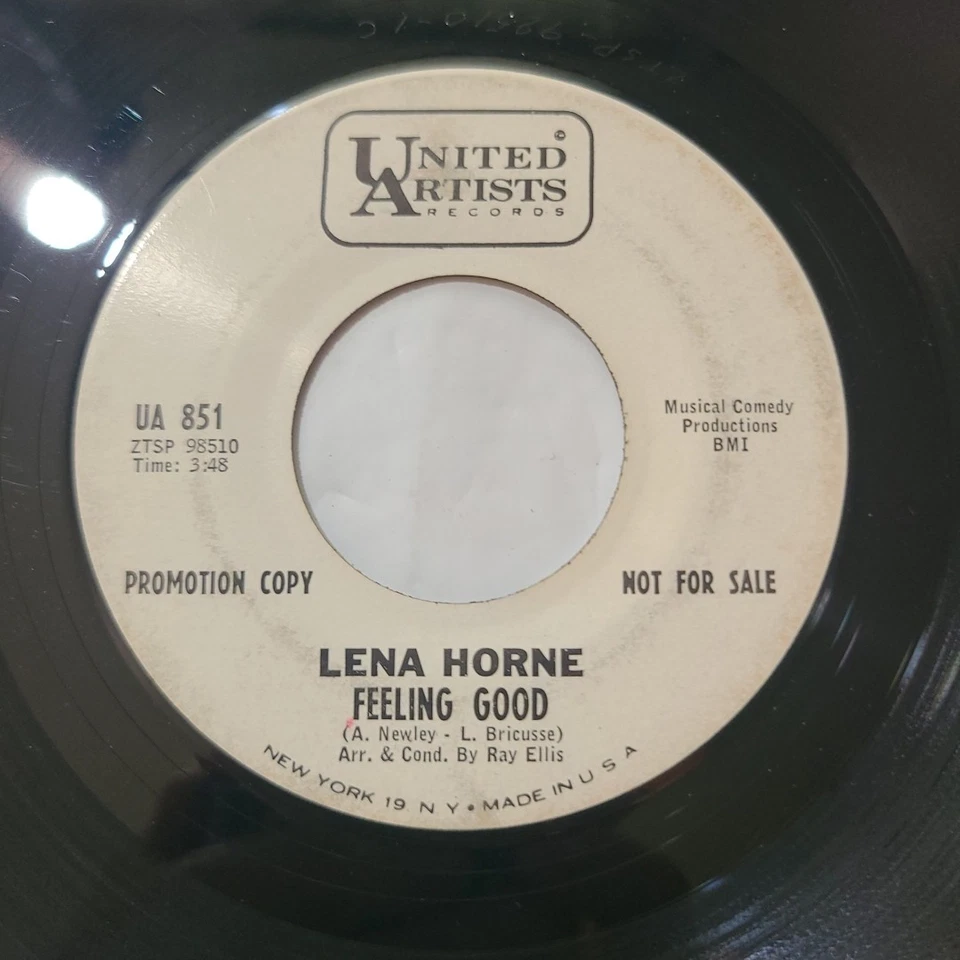 UNITED ©
ARTISTS
RECORDS
UA 851
ZTSP 98510
Time: 3:48
Musical Comedy
Productions
BMI
PROMOTION COPY
NOT FOR SALE
LENA HORNE
FEELING GOOD
(A. Newley - L. Bricusse)
Arr. & Cond. By Ray Ellis
NEW YORK 19 N Y • MADE IN U S A